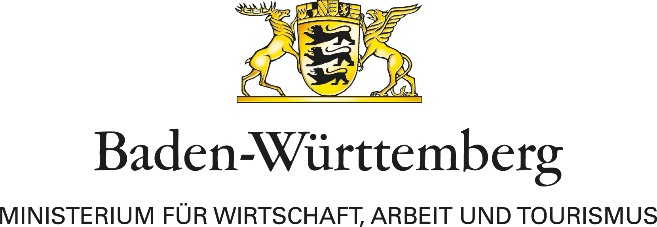 Baden-Württemberg
MINISTERIUM FÜR WIRTSCHAFT, ARBEIT UND TOURISMUS